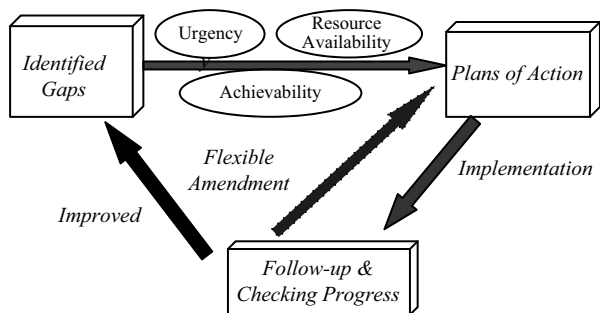 Urgency
Resource
Availability
Identified
Gaps
Plans of Action
Achievability
Flexible
Amendment
Implementation
Improved
Follow-up &
Checking Progress